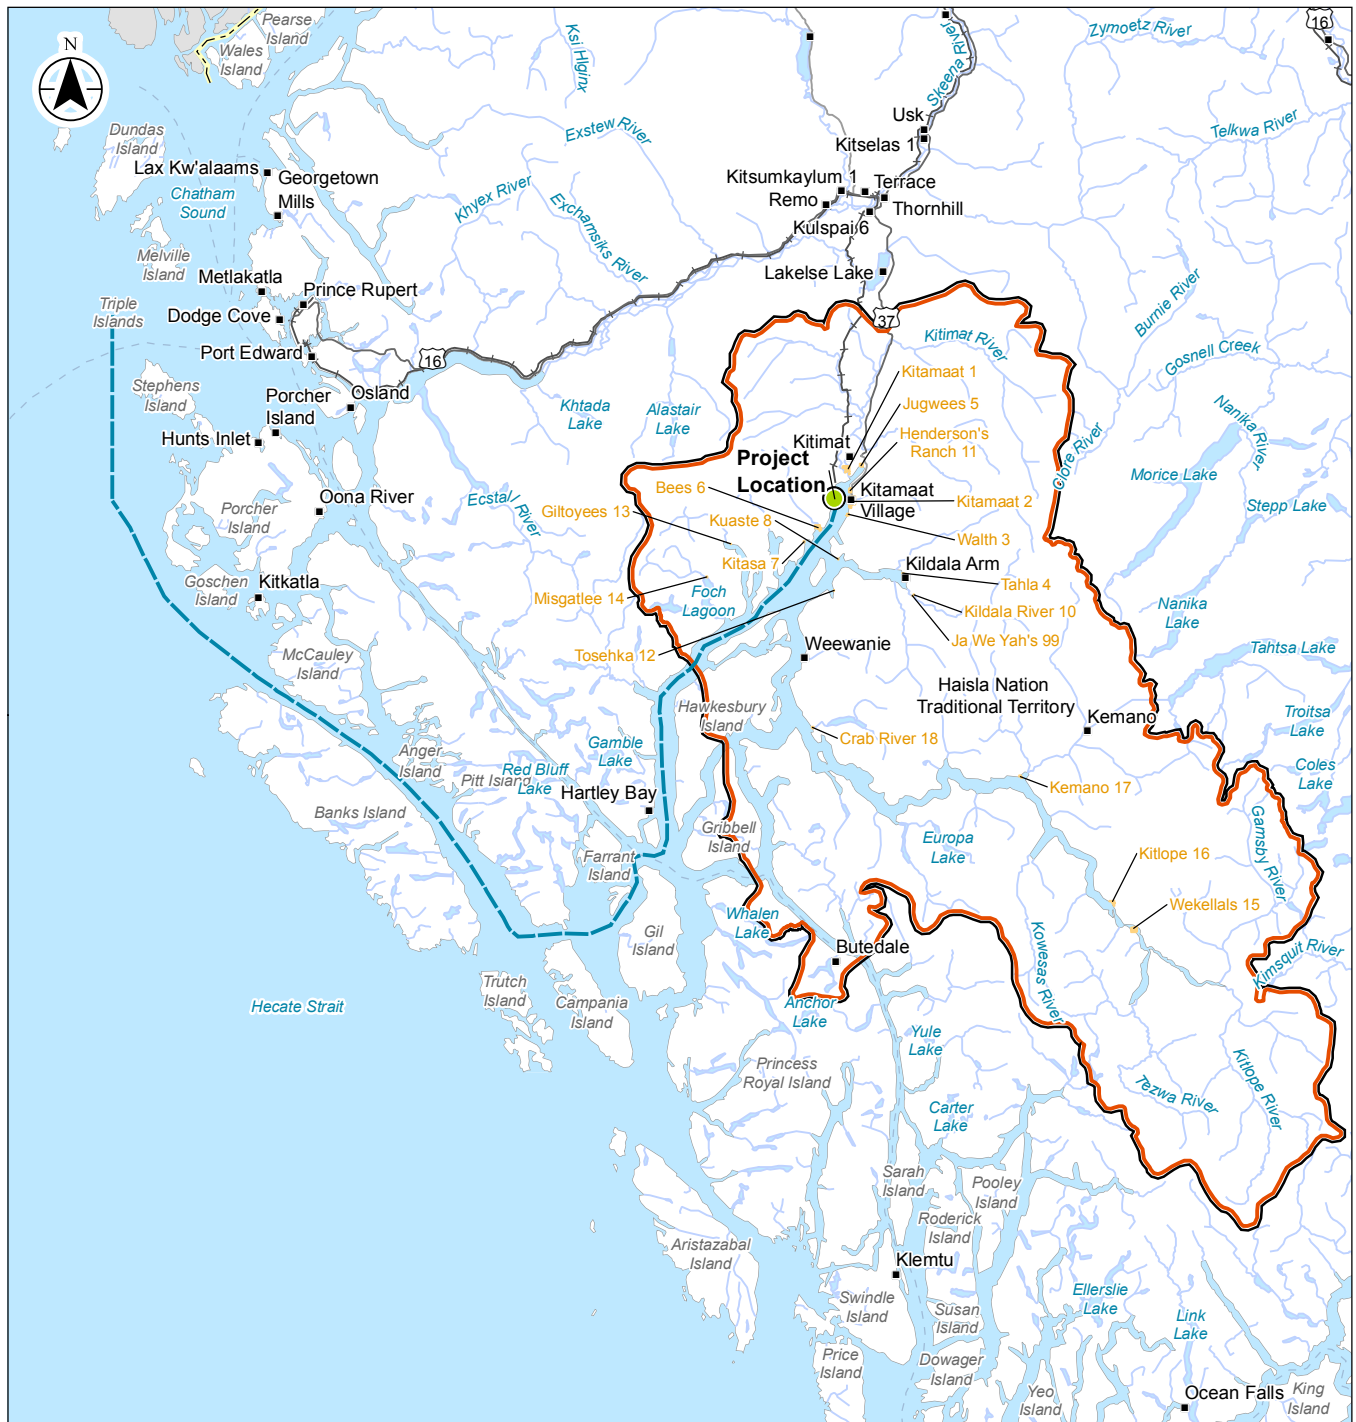 Pearse
Island
Wales
Island
N
Ksi Hlginx
Skeena River
Zymoetz River
16
Dundas
Island
Exstew River
Usk
Kitselas 1
Telkwa River
Lax Kw'alaams
Georgetown
Mills
Chatham
Sound
Khyex River
Exchamsiks River
Kitsumkaylum 1
Terrace
Remo
Thornhill
Kulspai 6
Melville
Island
Lakelse Lake
Metlakatla
Prince Rupert
Triple
Islands
Dodge Cove
Port Edward
16
37
Kitimat River
Burnie River
Gosnell Creek
Stephens
Island
Osland
Porcher
Island
Hunts Inlet
Khtada
Lake
Alastair
Lake
Kitamaat 1
Jugwees 5
Henderson's
Ranch 11
Kitimat
Nanika River
Clore River
Project
Location
Morice Lake
Bees 6
Kitamaat
Village
Kitamaat 2
Stepp Lake
Oona River
Ecstall River
Porcher
Island
Giltoyees 13
Kuaste 8
Walth 3
Kitasa 7
Kildala Arm
Tahla 4
Goschen
Island
Kitkatla
Misgatlee 14
Foch
Lagoon
Kildala River 10
Nanika
Lake
Ja We Yah's 99
Tosehka 12
Weewanie
Tahtsa Lake
McCauley
Island
Haisla Nation
Traditional Territory
Hawkesbury
Island
Kemano
Troitsa
Lake
Crab River 18
Gamble
Lake
Anger
Island
Pitt Island
Red Bluff
Lake
Coles
Lake
Hartley Bay
Kemano 17
Banks Island
Gribbell
Island
Europa
Lake
Gamsby River
Farrant
Island
Kitlope 16
Wekellals 15
Whalen
Lake
Gil
Island
Butedale
Kowesas River
Kimsquit River
Trutch
Island
Campania
Island
Hecate Strait
Anchor
Lake
Yule
Lake
Princess
Royal Island
Kitlope River
Tezwa River
Carter
Lake
Sarah
Island
Pooley
Island
Roderick
Island
Aristazabal
Island
Klemtu
Swindle
Island
Susan
Island
Ellerslie
Lake
Link
Lake
Price
Island
Dowager
Island
Yeo
Island
Ocean Falls
King
Island